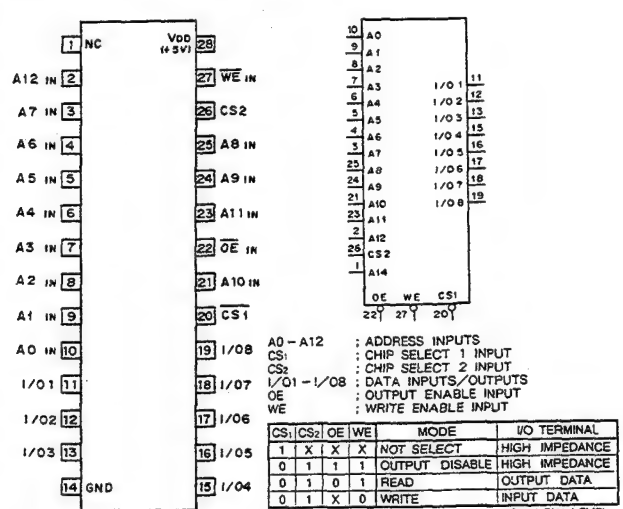 1 NC VDD (+5V) 28
A12 IN 2 27 WE IN
A7 IN 3 26 CS2
A6 IN 4 25 A8 IN
A5 IN 5 24 A9 IN
A4 IN 6 23 A11 IN
A3 IN 7 22 OE IN
A2 IN 8 21 A10 IN
A1 IN 9 20 CS1
A0 IN 10 19 I/O8
I/O1 11 18 I/O7
I/O2 12 17 I/O6
I/O3 13 16 I/O5
14 GND 15 I/O4
10 A0
9 A1
8 A2
7 A3 I/O 1 11
6 A4 I/O 2 12
5 A5 I/O 3 13
4 A6 I/O 4 15
3 A7 I/O 5 16
25 A8 I/O 6 17
24 A9 I/O 7 18
21 A10 I/O 8 19
23 A11
2 A12
26 CS2
1 A14
OE WE CS1
22 27 20
A0-A12 ; ADDRESS INPUTS
CS1 ; CHIP SELECT 1 INPUT
CS2 ; CHIP SELECT 2 INPUT
I/O1-I/O8 ; DATA INPUTS/OUTPUTS
OE ; OUTPUT ENABLE INPUT
WE ; WRITE ENABLE INPUT
CS1 CS2 OE WE MODE I/O TERMINAL
1 X X X NOT SELECT HIGH IMPEDANCE
0 1 1 1 OUTPUT DISABLE HIGH IMPEDANCE
0 1 0 1 READ OUTPUT DATA
0 1 X 0 WRITE INPUT DATA